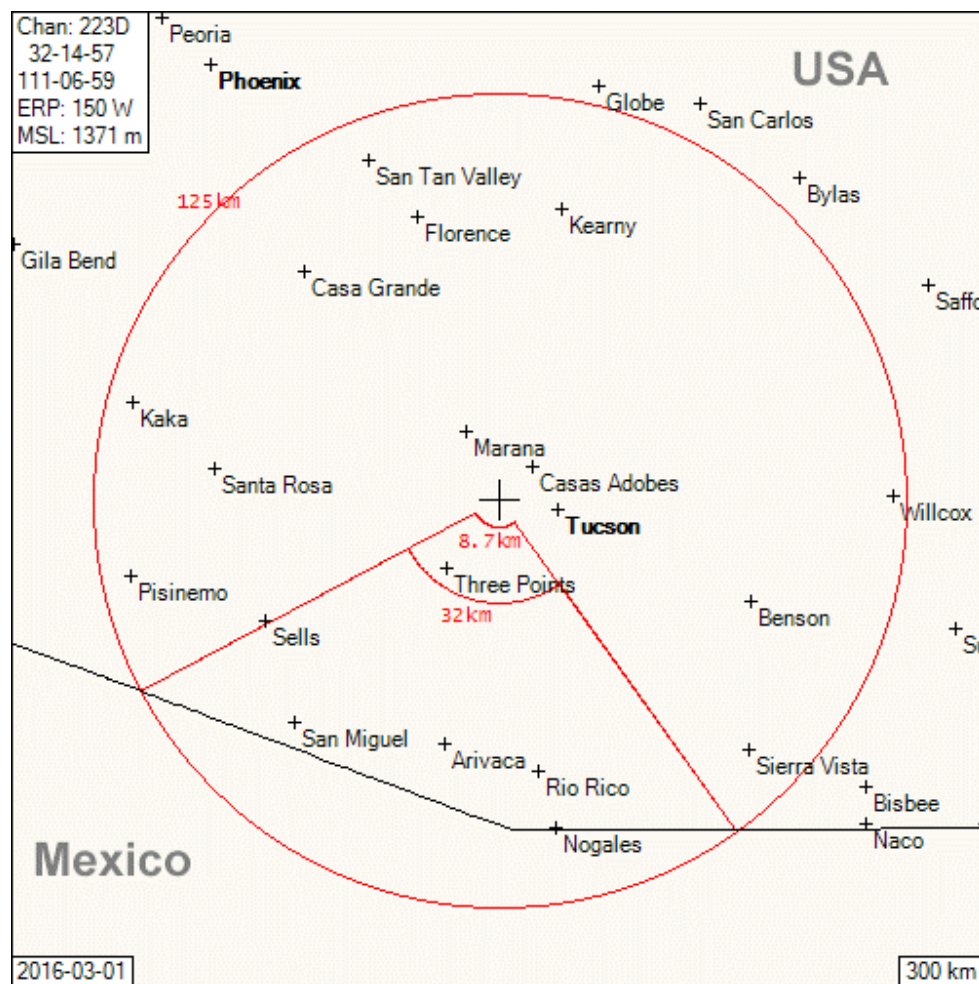 Chan: 223D
32-14-57
111-06-59
ERP: 150 W
MSL: 1371 m
Peoria
Phoenix
USA
Globe
San Carlos
San Tan Valley
Bylas
125km
Florence
Kearny
Gila Bend
Casa Grande
Saffo
Kaka
Marana
Santa Rosa
Casas Adobes
Willcox
Tucson
8.7km
Pisinemo
Three Points
32km
Benson
Sells
San Miguel
Arivaca
Sierra Vista
Rio Rico
Bisbee
Nogales
Naco
Mexico
2016-03-01
300 km